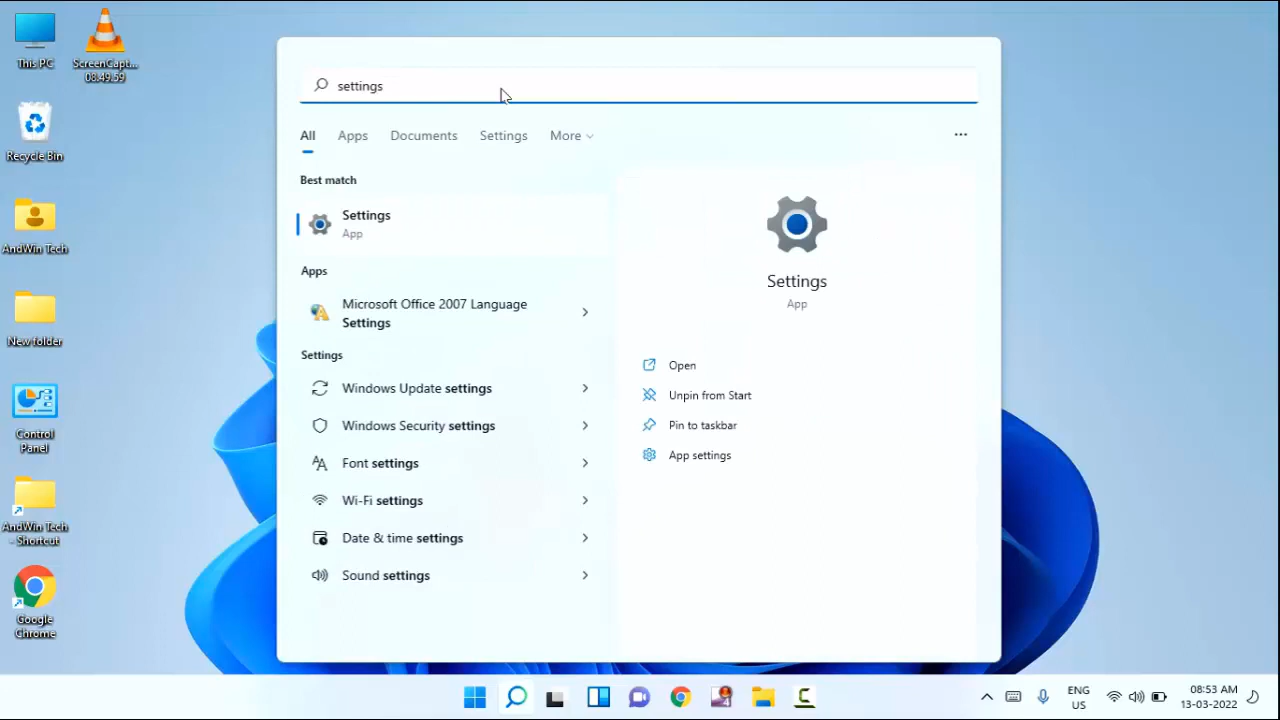 This PC
ScreenCapt...
08.49.59
Recycle Bin
AndWin Tech
New folder
Control
Panel
AndWin Tech
- Shortcut
Google
Chrome
settings
All Apps Documents Settings More ...
Best match
Settings
App
Apps
Microsoft Office 2007 Language
Settings
Settings
Windows Update settings
Windows Security settings
Font settings
Wi-Fi settings
Date & time settings
Sound settings
Settings
App
Open
Unpin from Start
Pin to taskbar
App settings
ENG
US
08:53 AM
13-03-2022